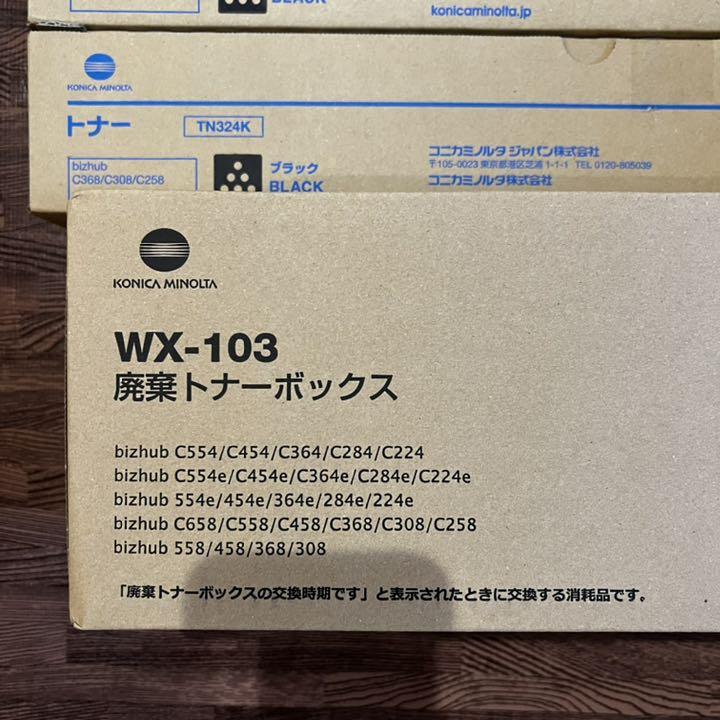 BLACK
konicaminolta.jp
KONICA MINOLTA
トナー
TN324K
bizhub
C368/C308/C258
ブラック
BLACK
コニカミノルタ ジャパン株式会社
〒105-0023 東京都港区芝浦 1-1-1 TEL 0120-805039
コニカミノルタ株式会社
KONICA MINOLTA
WX-103
廃棄トナーボックス
bizhub C554/C454/C364/C284/C224
bizhub C554e/C454e/C364e/C284e/C224e
bizhub 554e/454e/364e/284e/224e
bizhub C658/C558/C458/C368/C308/C258
bizhub 558/458/368/308
「廃棄トナーボックスの交換時期です」と表示されたときに交換する消耗品です。